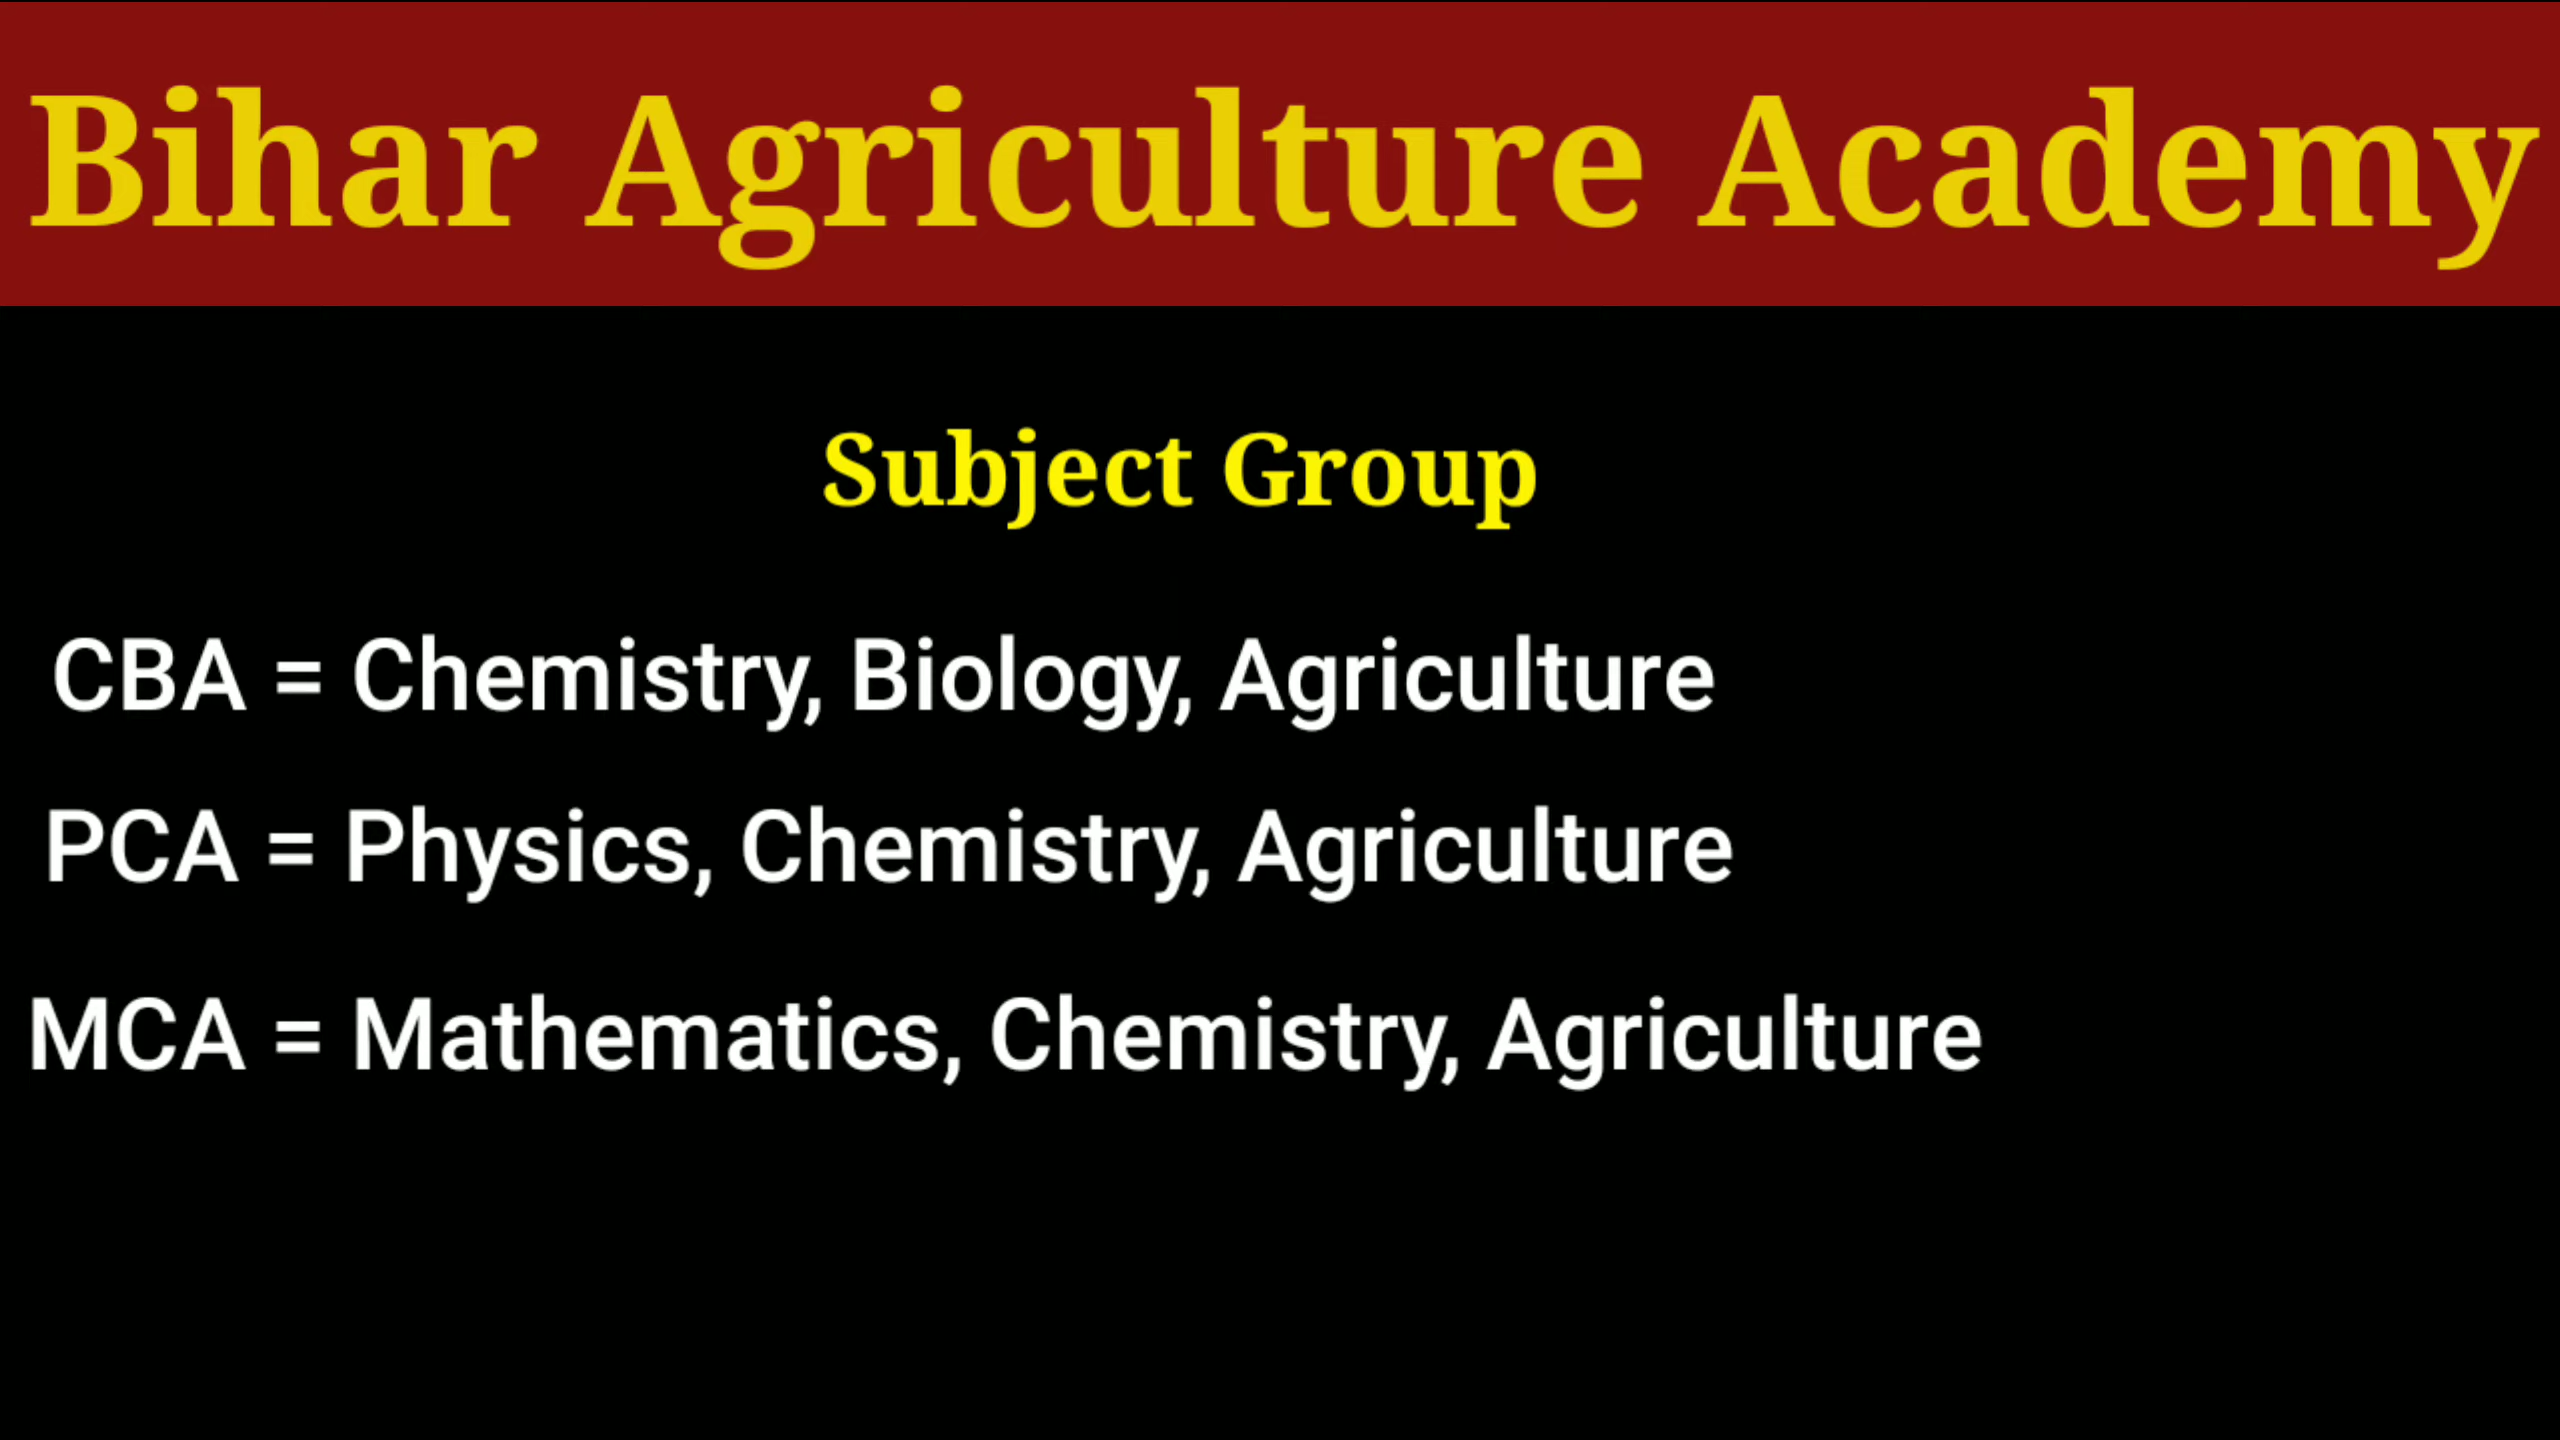 Bihar Agriculture Academy
Subject Group
CBA = Chemistry, Biology, Agriculture
PCA = Physics, Chemistry, Agriculture
MCA = Mathematics, Chemistry, Agriculture